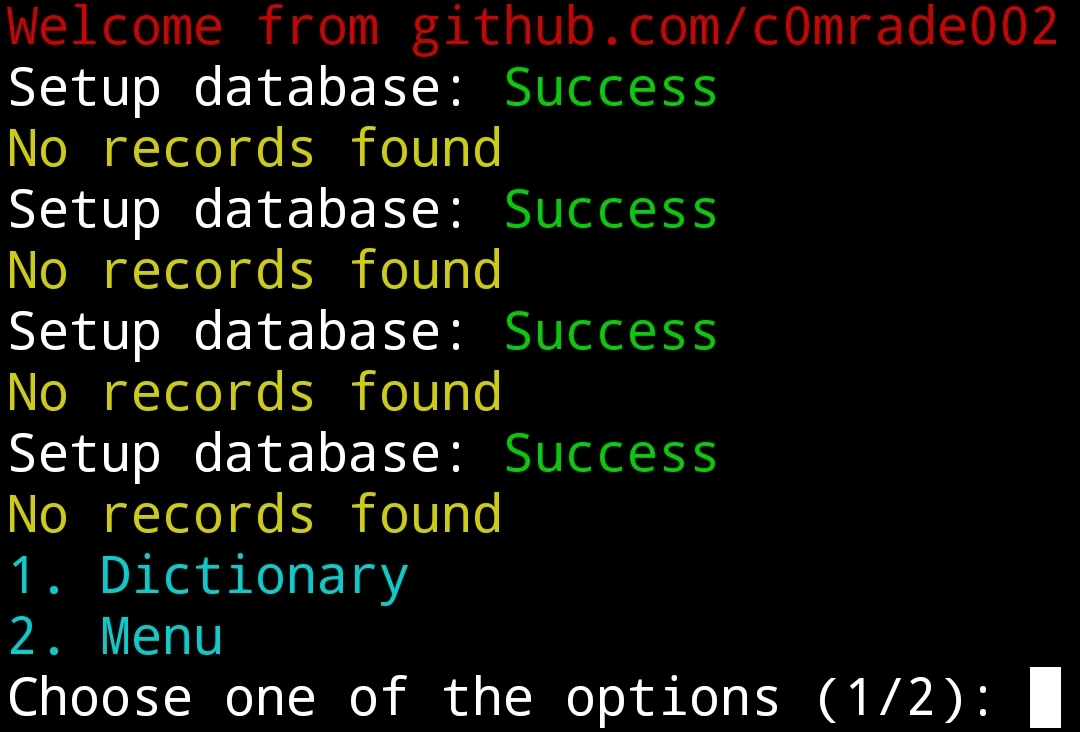 Welcome from github.com/c0mrade002
Setup database: Success
No records found
Setup database: Success
No records found
Setup database: Success
No records found
Setup database: Success
No records found
1. Dictionary
2. Menu
Choose one of the options (1/2):